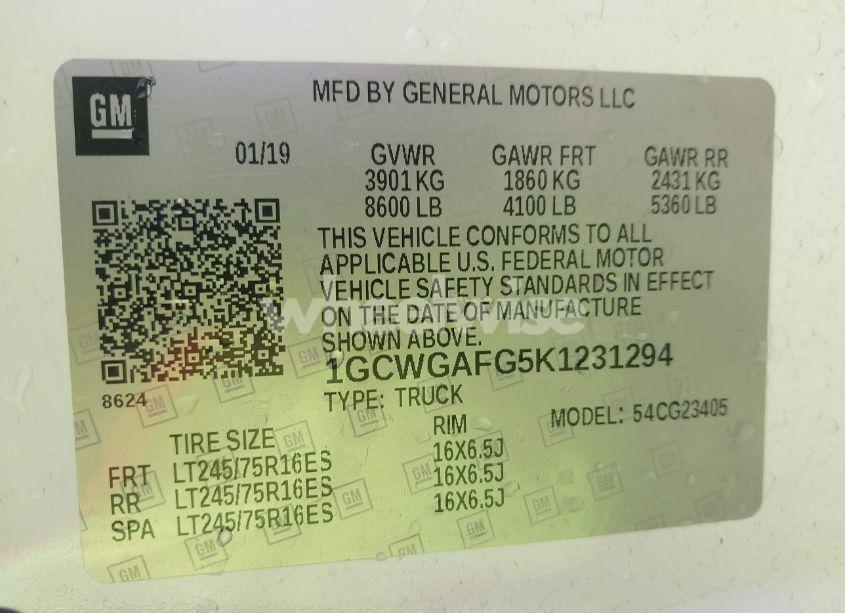 GM
MFD BY GENERAL MOTORS LLC
01/19 GVWR GAWR FRT GAWR RR
3901 KG 1860 KG 2431 KG
8600 LB 4100 LB 5360 LB
THIS VEHICLE CONFORMS TO ALL
APPLICABLE U.S. FEDERAL MOTOR
VEHICLE SAFETY STANDARDS IN EFFECT
ON THE DATE OF MANUFACTURE
SHOWN ABOVE.
1GCWGAFG5K1231294
8624
TYPE: TRUCK MODEL: 54CG23405
TIRE SIZE RIM
FRT LT245/75R16ES 16X6.5J
RR LT245/75R16ES 16X6.5J
SPA LT245/75R16ES 16X6.5J